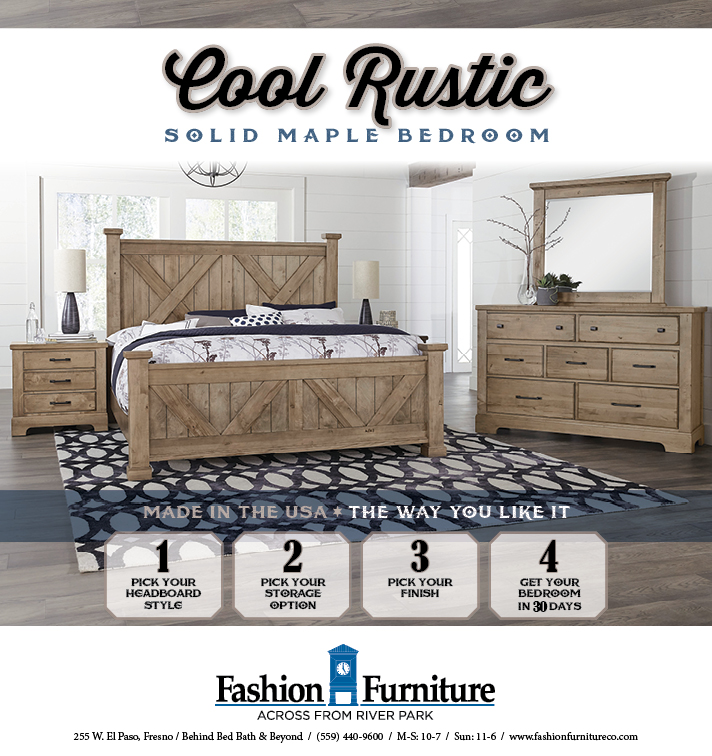 Cool Rustic
SOLID MAPLE BEDROOM
MADE IN THE USA * THE WAY YOU LIKE IT
1
PICK YOUR
HEADBOARD
STYLE
2
PICK YOUR
STORAGE
OPTION
3
PICK YOUR
FINISH
4
GET YOUR
BEDROOM
IN 30 DAYS
Fashion Furniture
ACROSS FROM RIVER PARK
255 W. El Paso, Fresno / Behind Bed Bath & Beyond / (559) 440-9600 / M-S: 10-7 / Sun: 11-6 / www.fashionfurnitureco.com